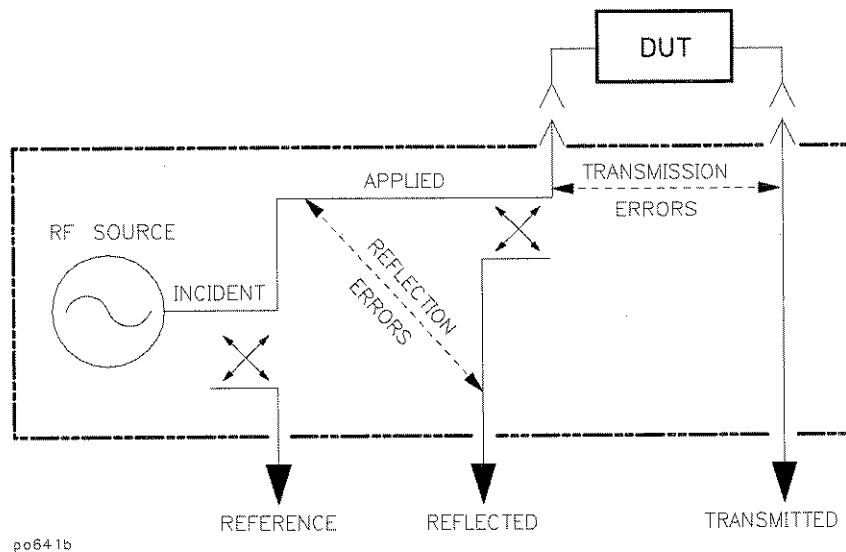 DUT
APPLIED
TRANSMISSION
ERRORS
RF SOURCE
INCIDENT
REFLECTION
ERRORS
REFERENCE
REFLECTED
TRANSMITTED
po641b